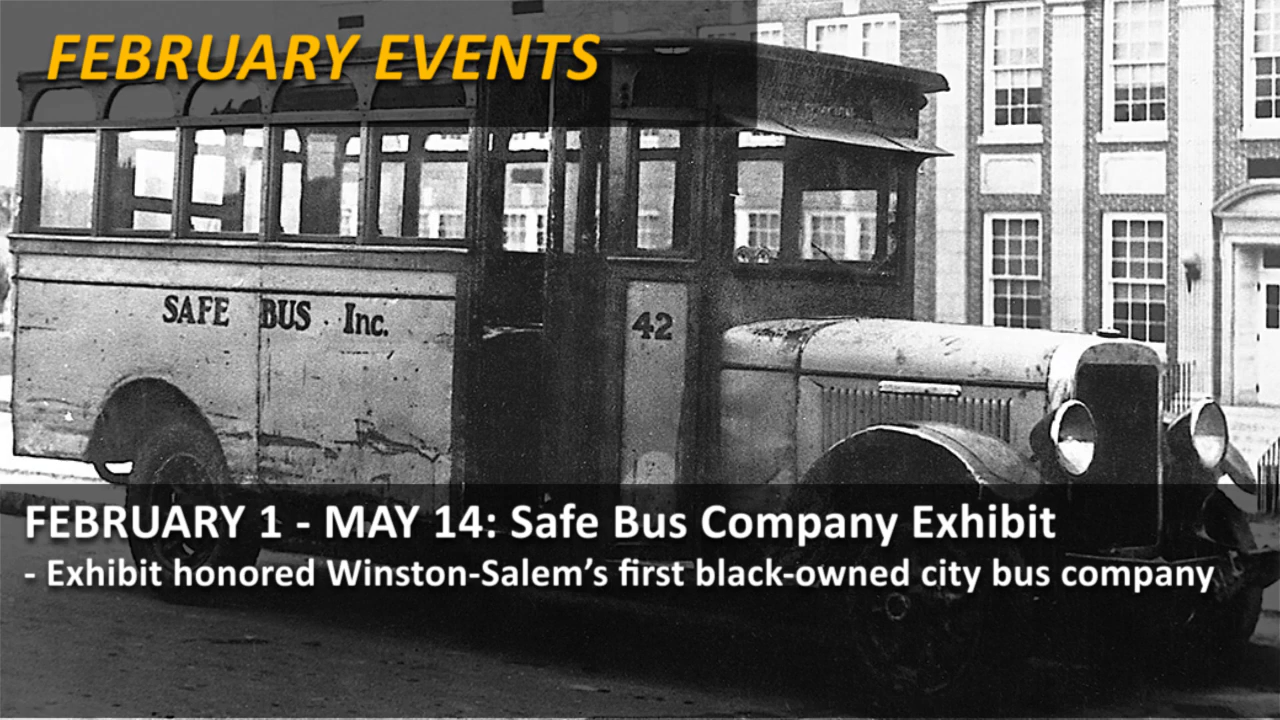 FEBRUARY EVENTS
SAFE BUS Inc.
42
FEBRUARY 1 - MAY 14: Safe Bus Company Exhibit
- Exhibit honored Winston-Salem’s first black-owned city bus company